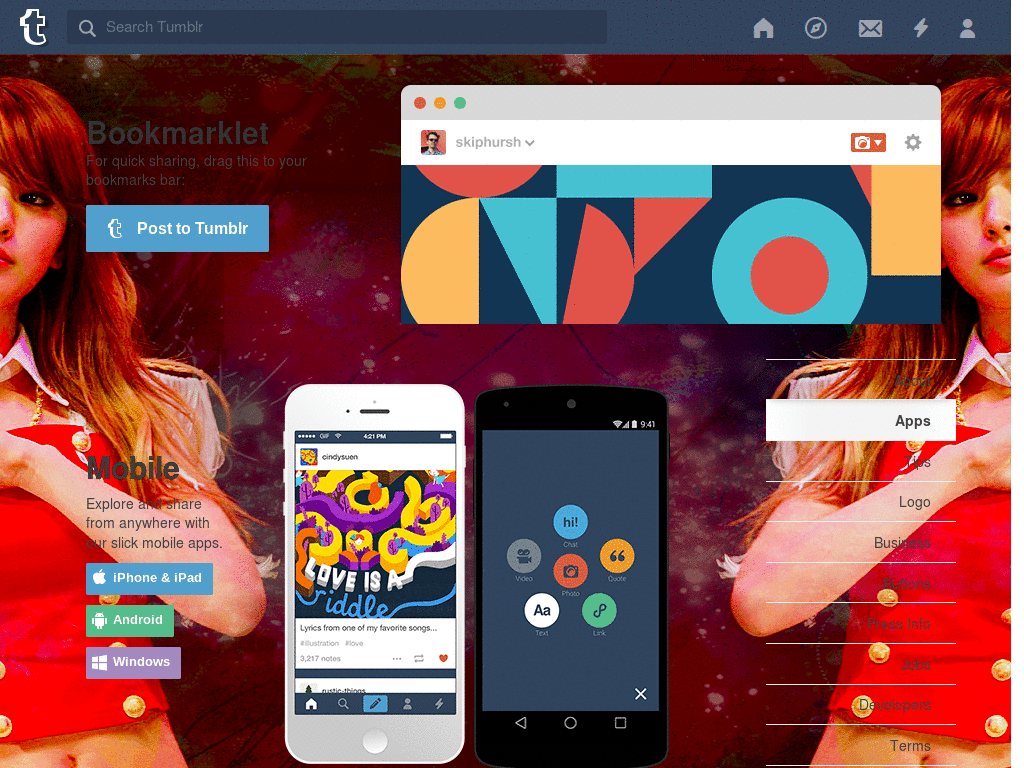 Search Tumblr
Bookmarklet
For quick sharing, drag this to your
bookmarks bar:
Post to Tumblr
skiphursh
Mobile
Explore and share
from anywhere with
our slick mobile apps.
iPhone & iPad
Android
Windows
GIF
4:21 PM
cindysuen
LOVE IS A
riddle
Lyrics from one of my favorite songs...
#illustration #love
3,217 notes
rustic-things
9:41
hi!
Chat
Video
Quote
Photo
Aa
Text
Link
About
Apps
Tips
Logo
Business
Buttons
Press Info
Jobs
Developers
Terms